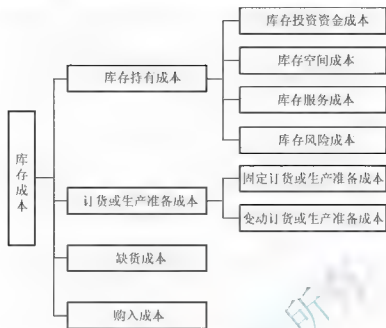 库存成本
库存持有成本
库存投资资金成本
库存空间成本
库存服务成本
库存风险成本
订货或生产准备成本
固定订货或生产准备成本
变动订货或生产准备成本
缺货成本
购入成本
所